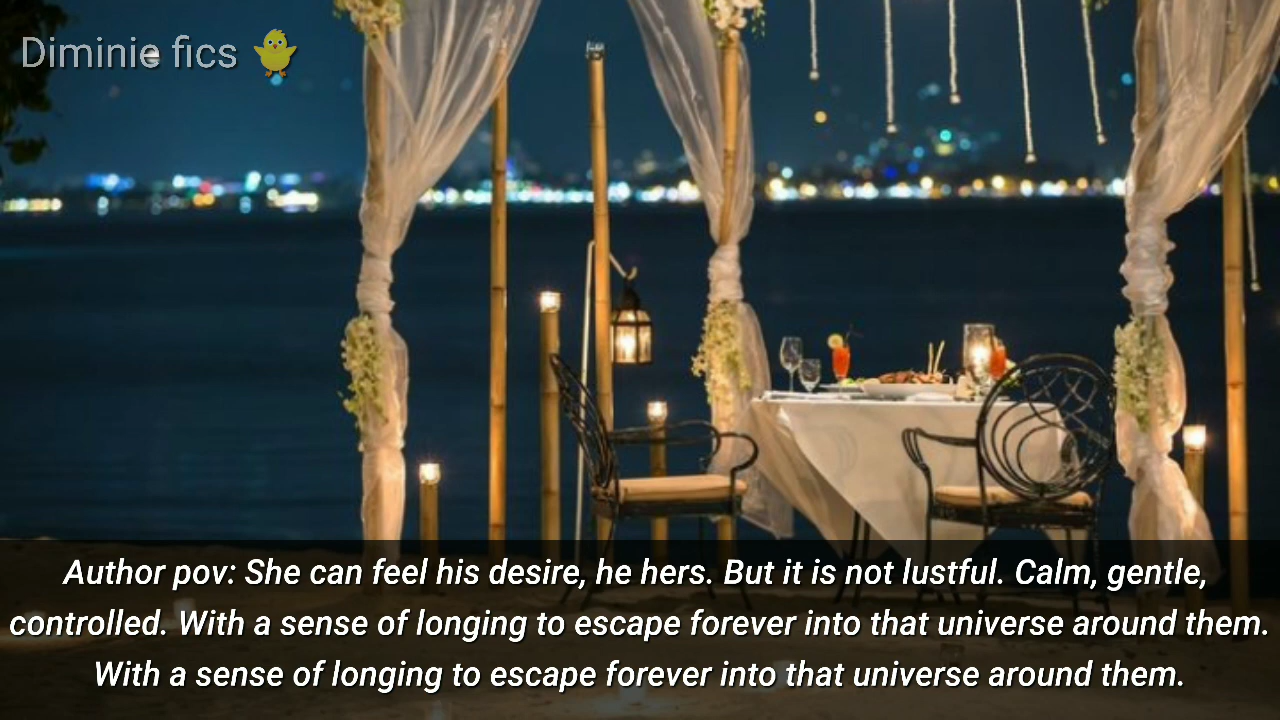 Diminie fics 🐥
Author pov: She can feel his desire, he hers. But it is not lustful. Calm, gentle,
controlled. With a sense of longing to escape forever into that universe around them.
With a sense of longing to escape forever into that universe around them.